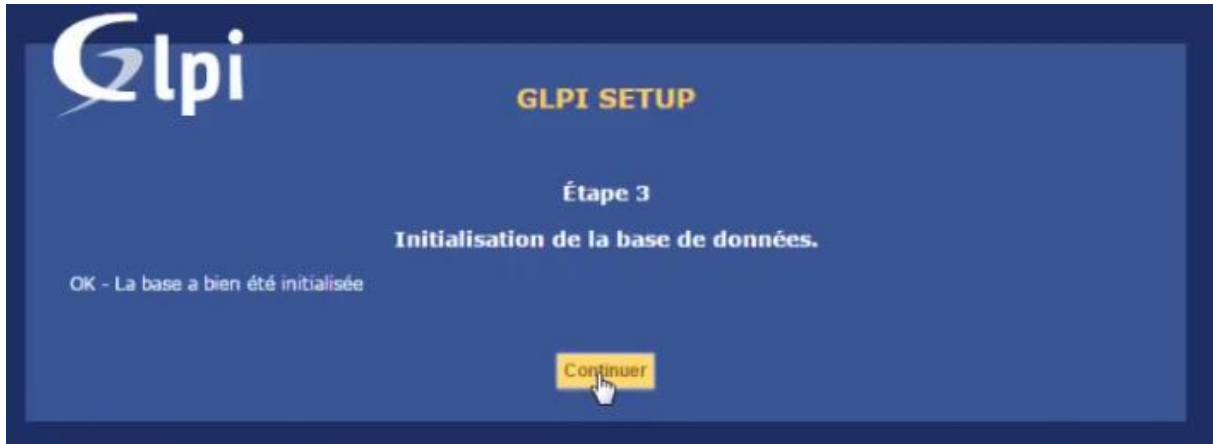 Glpi
GLPI SETUP
Étape 3
Initialisation de la base de données.
OK - La base a bien été initialisée
Continuer